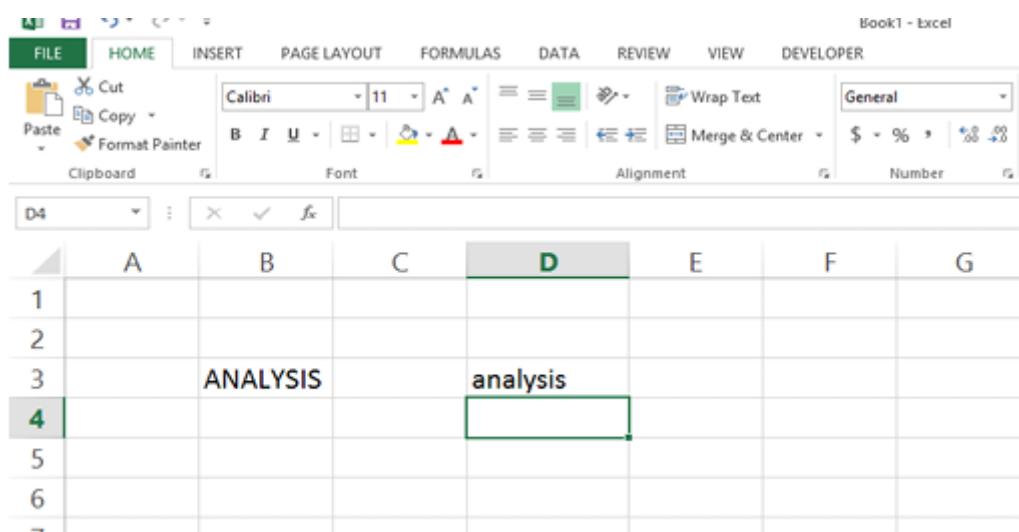 Book1 - Excel
FILE HOME INSERT PAGE LAYOUT FORMULAS DATA REVIEW VIEW DEVELOPER
Cut
Copy
Format Painter
Paste
Calibri 11 A A
B I U A
Wrap Text
Merge & Center
General
$ % ,
Clipboard Font Alignment Number
D4 fx
A B C D E F G
1
2
3 ANALYSIS analysis
4
5
6